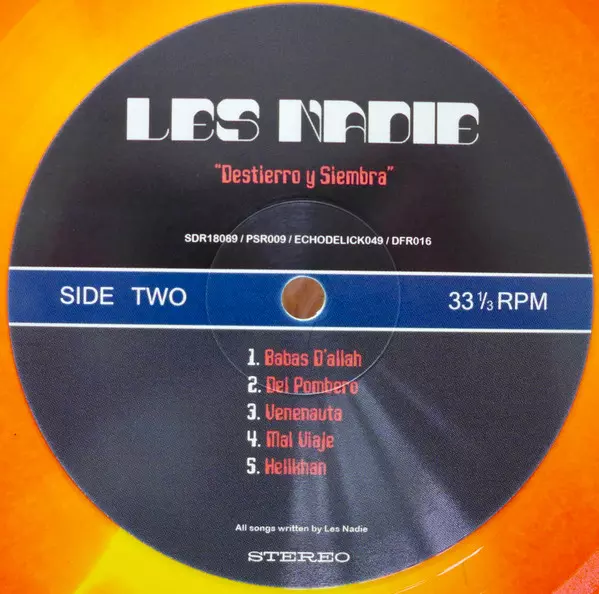 LES NADIE
"Destierro y Siembra"
SDR18089 / PSR009 / ECHODELICK049 / DFR016
SIDE TWO
33 1/3 RPM
1. Babas D'allah
2. Del Pombero
3. Venenauta
4. Mal Viaje
5. Hellkhan
All songs written by Les Nadie
STEREO